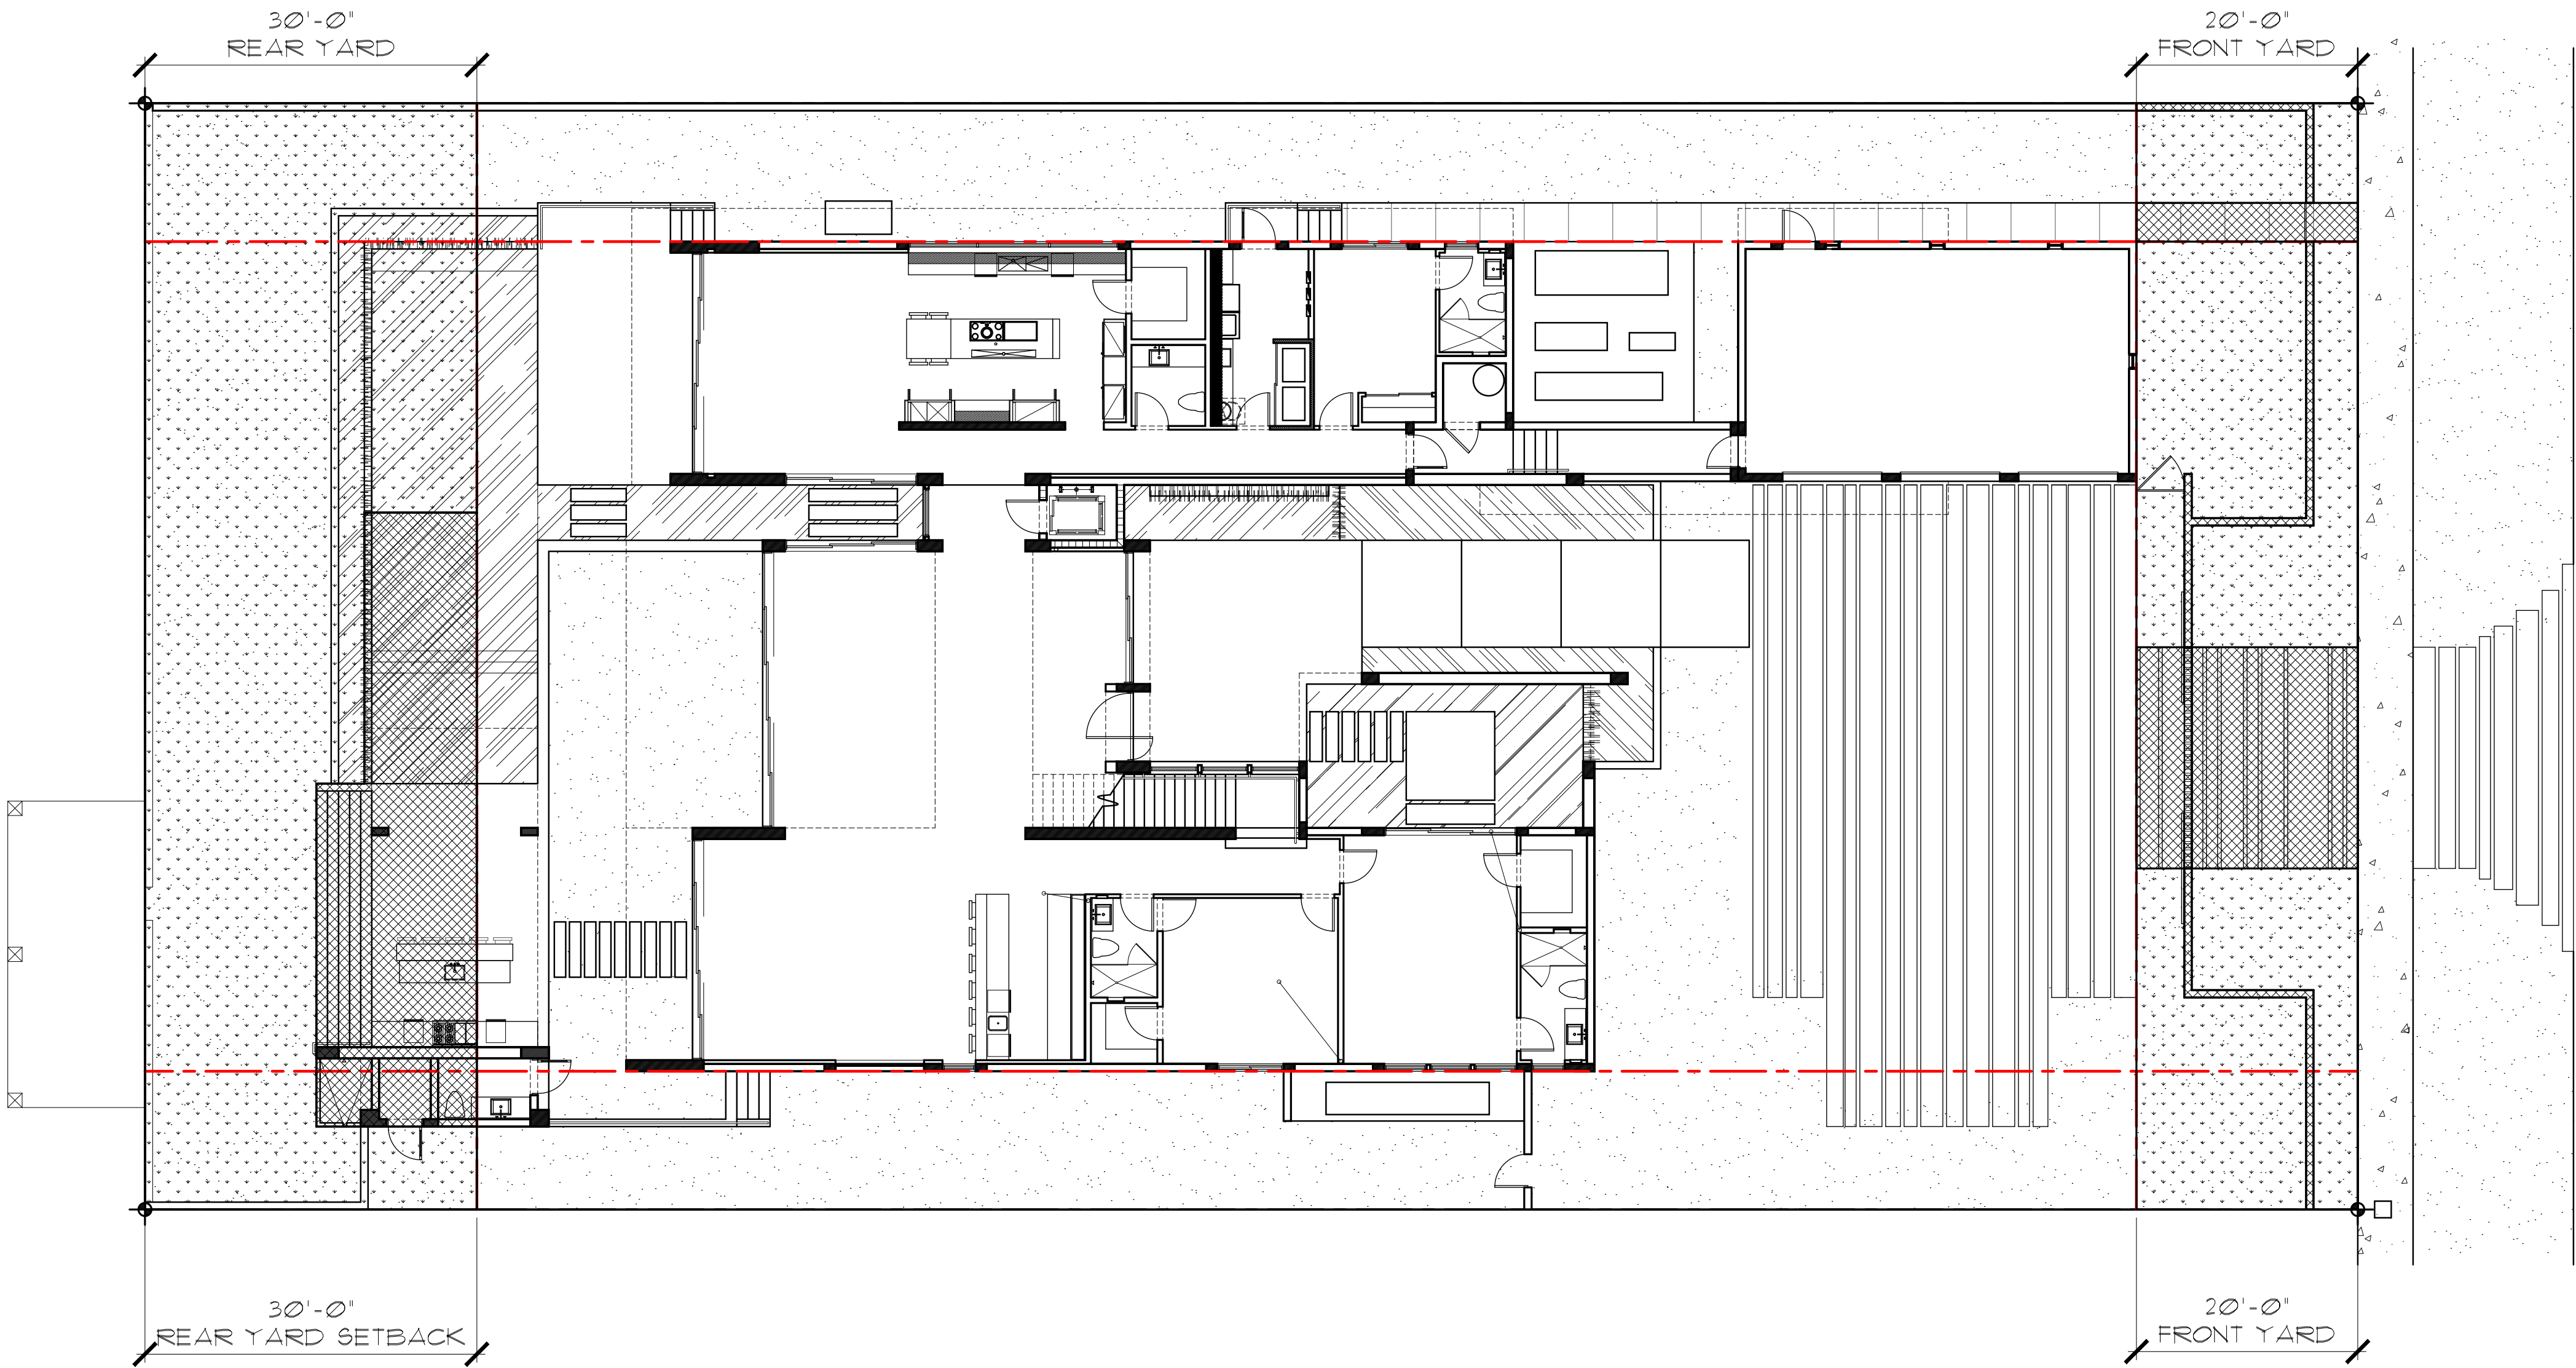 30'-0"
REAR YARD
20'-0"
FRONT YARD
30'-0"
REAR YARD SETBACK
20'-0"
FRONT YARD